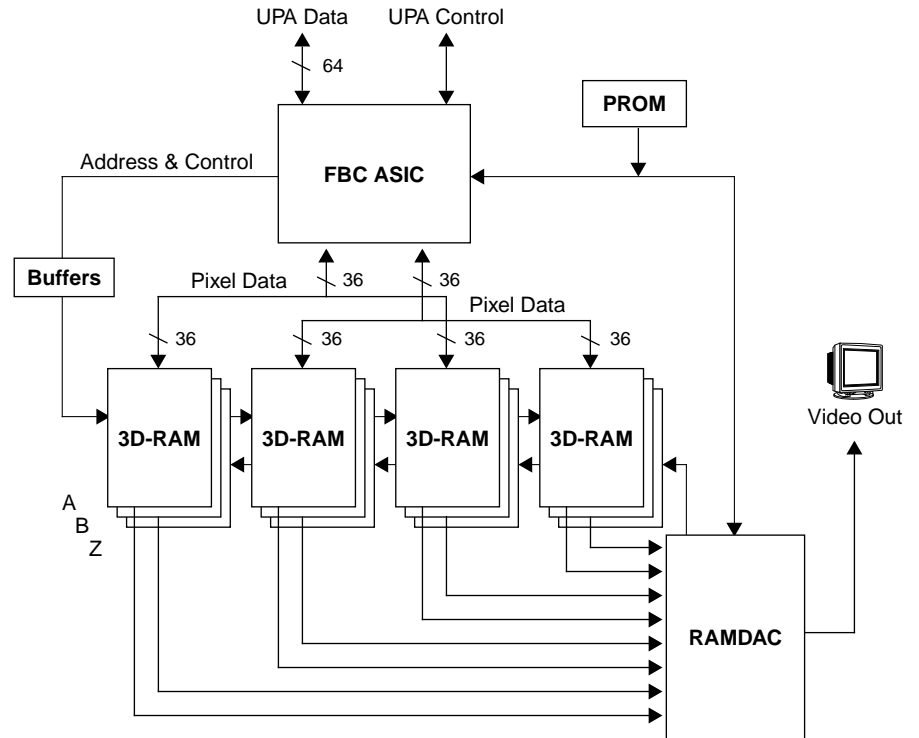 UPA Data UPA Control
64
PROM
Address & Control
FBC ASIC
Buffers
36 36
Pixel Data
Pixel Data
36 36 36 36
3D-RAM 3D-RAM 3D-RAM 3D-RAM
Video Out
A
B
Z
RAMDAC